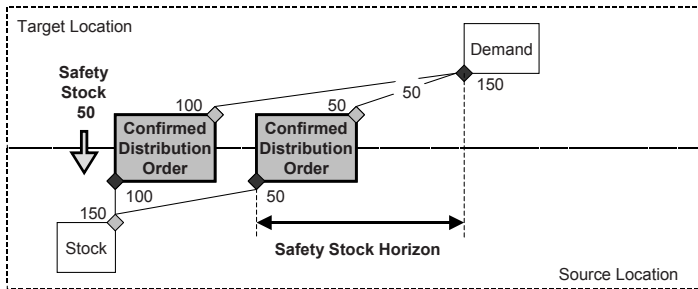 Target Location
Demand
Safety
Stock
50
100
50
50
150
Confirmed
Distribution
Order
Confirmed
Distribution
Order
100
50
150
Stock
Safety Stock Horizon
Source Location